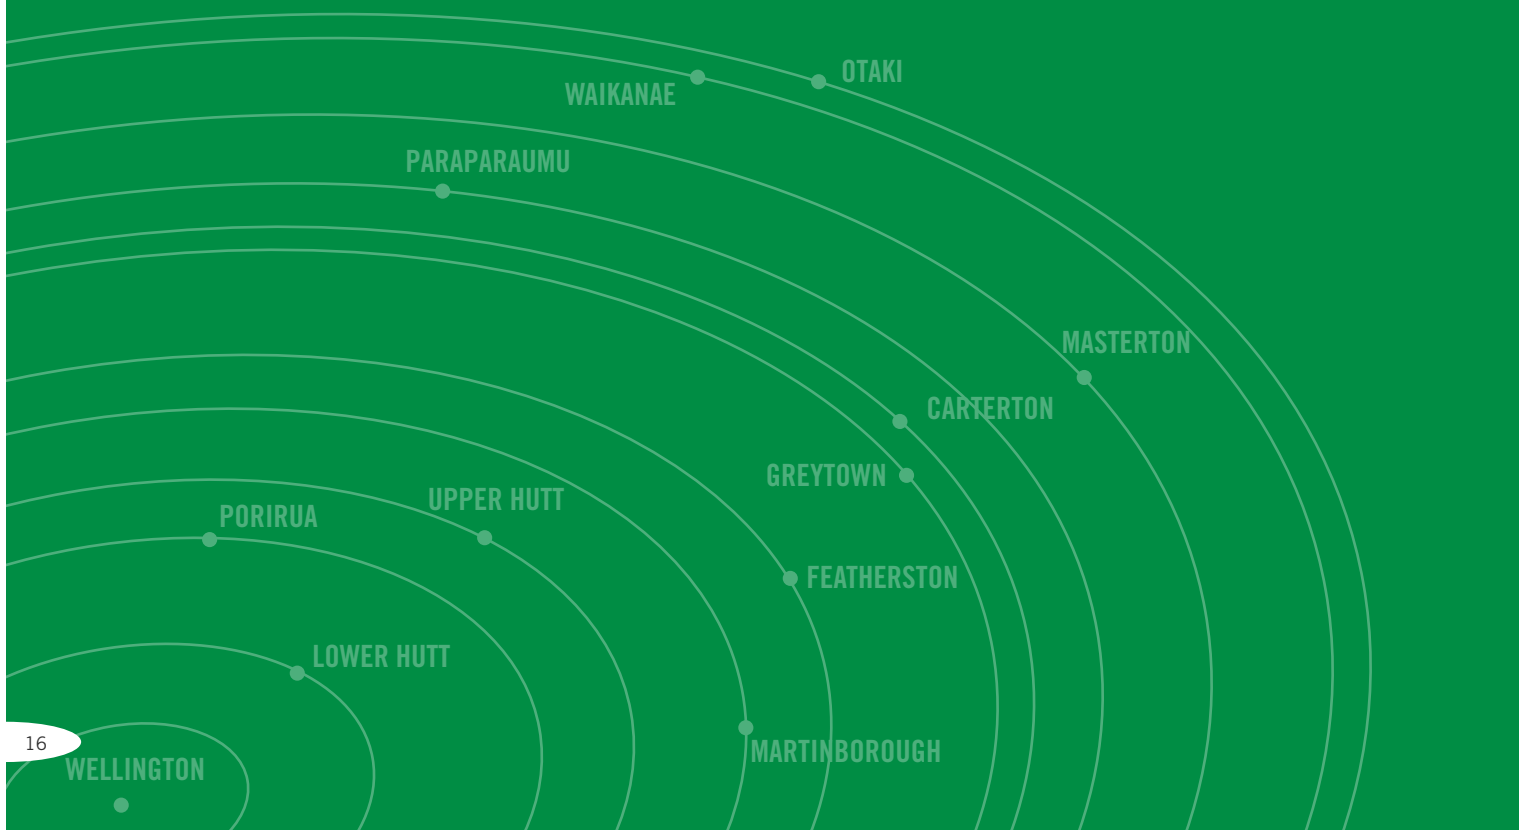 OTAKI
WAIKANAE
PARAPARAUMU
MASTERTON
CARTERTON
GREYTOWN
UPPER HUTT
PORIRUA
FEATHERSTON
LOWER HUTT
16
MARTINBOROUGH
WELLINGTON